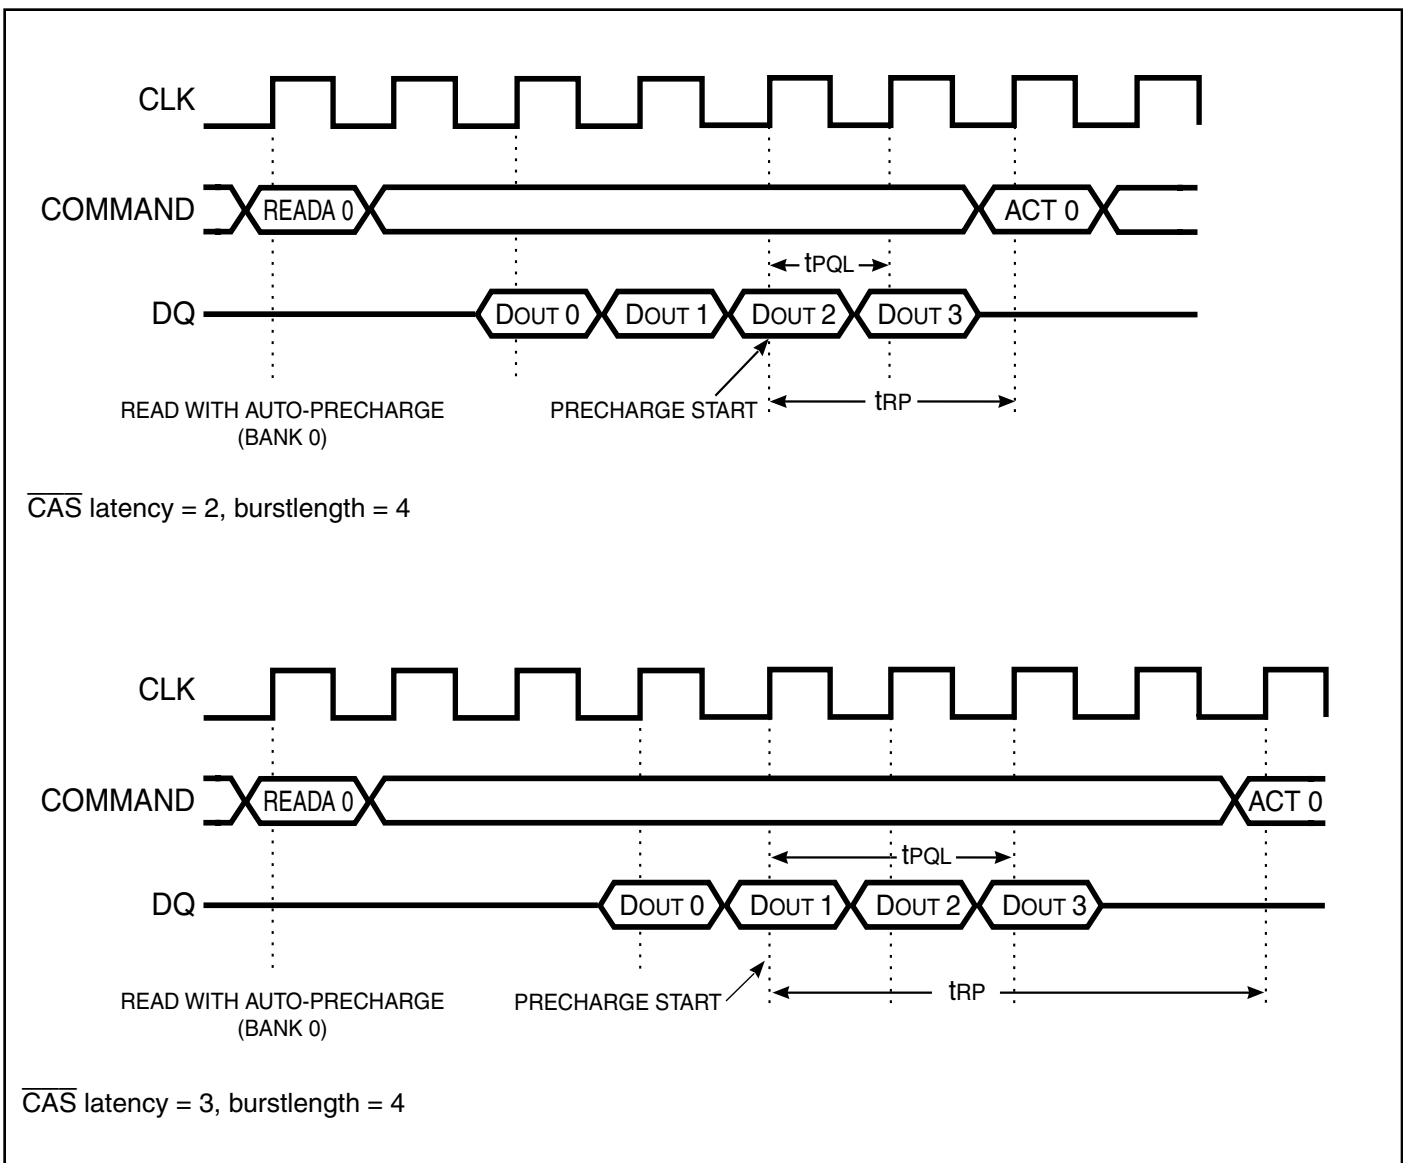 CLK
COMMAND READA 0 ACT 0
tPQL
DQ DOUT 0 DOUT 1 DOUT 2 DOUT 3
READ WITH AUTO-PRECHARGE
(BANK 0)
PRECHARGE START
tRP
CAS latency = 2, burstlength = 4
CLK
COMMAND READA 0 ACT 0
tPQL
DQ DOUT 0 DOUT 1 DOUT 2 DOUT 3
READ WITH AUTO-PRECHARGE
(BANK 0)
PRECHARGE START
tRP
CAS latency = 3, burstlength = 4